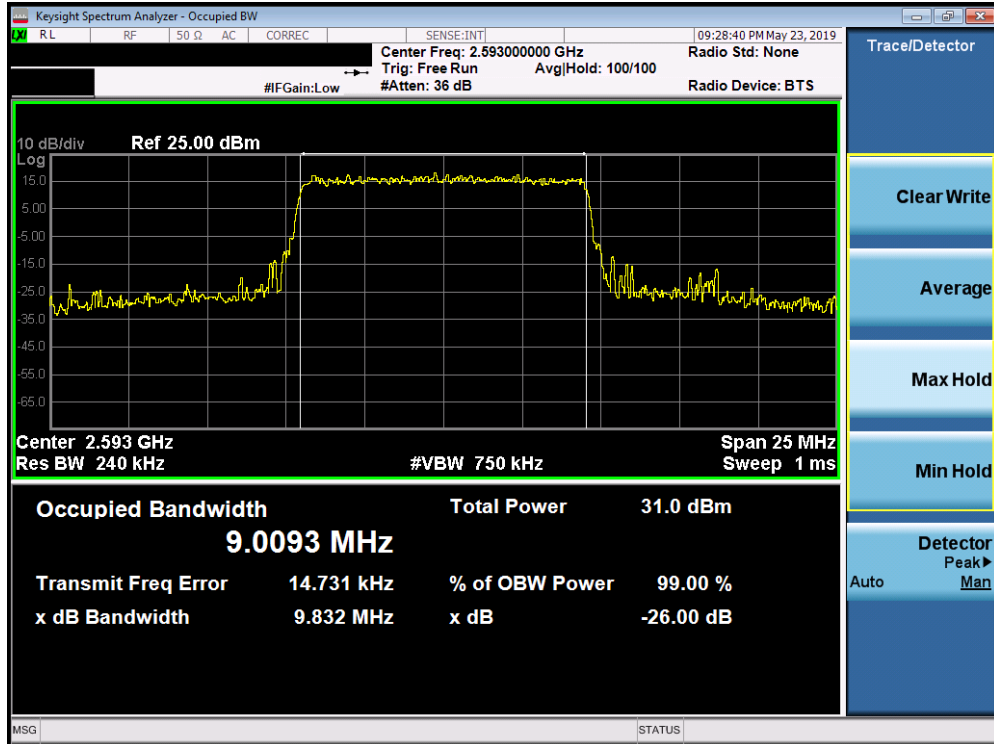 Keysight Spectrum Analyzer - Occupied BW
LXI RL RF 50 Ω AC CORREC SENSE:INT 09:28:40 PM May 23, 2019
Center Freq: 2.593000000 GHz Radio Std: None
Trig: Free Run Avg|Hold: 100/100
#IFGain:Low #Atten: 36 dB Radio Device: BTS
10 dB/div Ref 25.00 dBm
Log
15.0
5.00
-5.00
-15.0
-25.0
-35.0
-45.0
-55.0
-65.0
Center 2.593 GHz Span 25 MHz
Res BW 240 kHz #VBW 750 kHz Sweep 1 ms
Occupied Bandwidth Total Power 31.0 dBm
9.0093 MHz
Transmit Freq Error 14.731 kHz % of OBW Power 99.00 %
x dB Bandwidth 9.832 MHz x dB -26.00 dB
MSG STATUS
Trace/Detector
Clear Write
Average
Max Hold
Min Hold
Detector
Peak▶
Auto Man